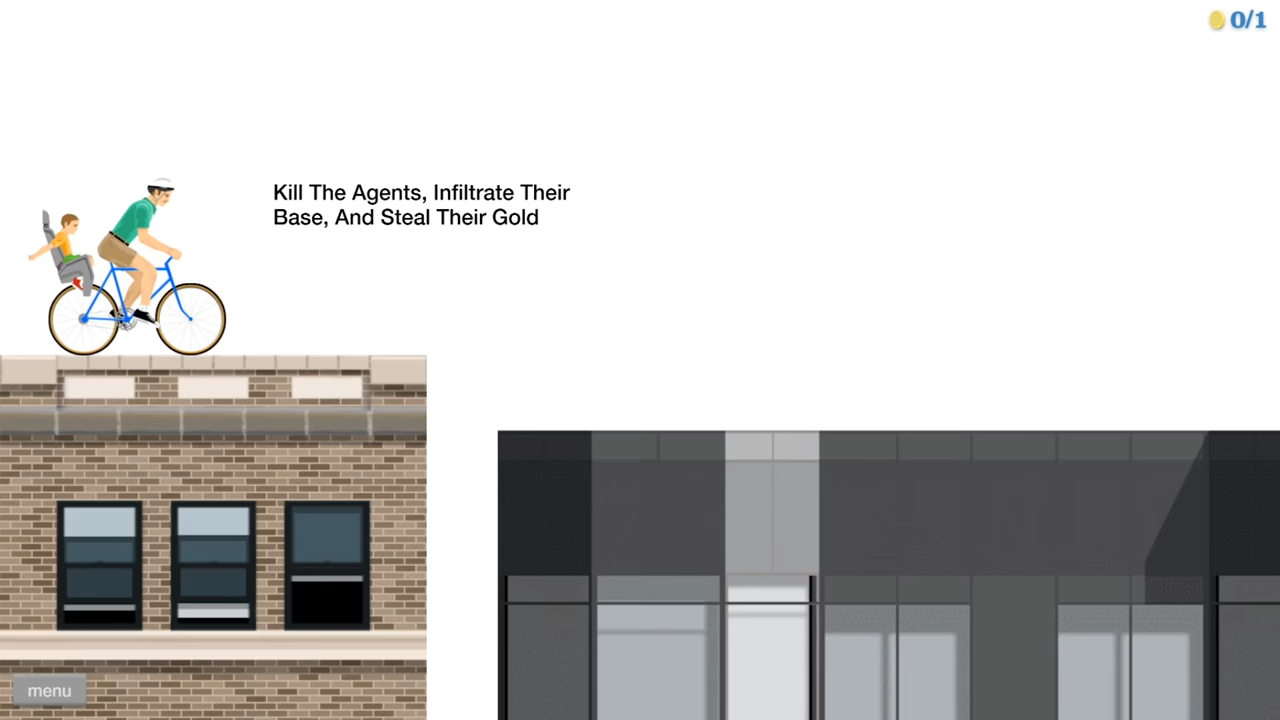 0/1
Kill The Agents, Infiltrate Their
Base, And Steal Their Gold
menu